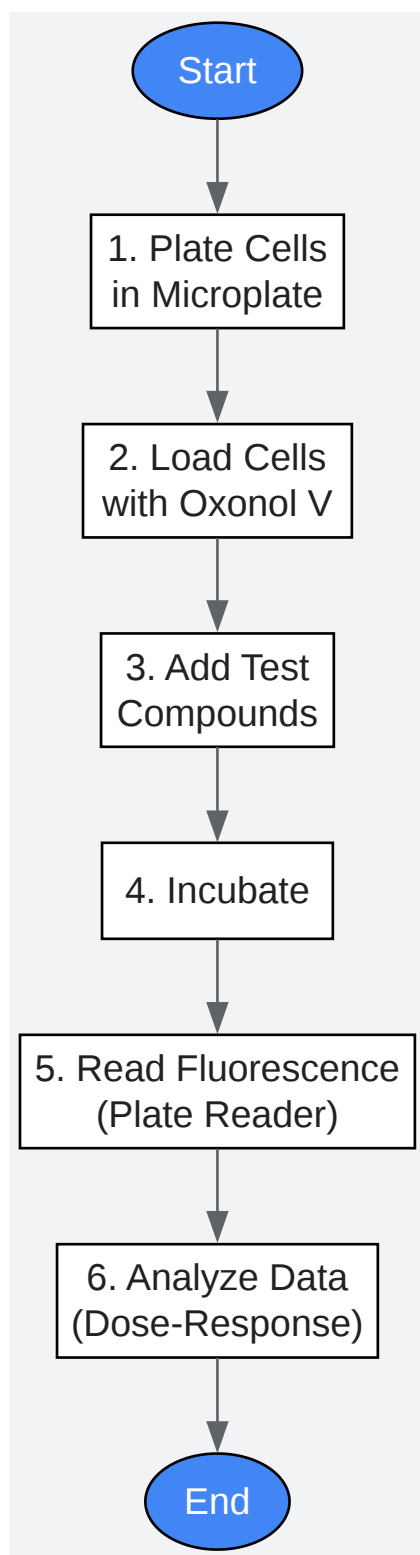 Start
1. Plate Cells
in Microplate
2. Load Cells
with Oxonol V
3. Add Test
Compounds
4. Incubate
5. Read Fluorescence
(Plate Reader)
6. Analyze Data
(Dose-Response)
End